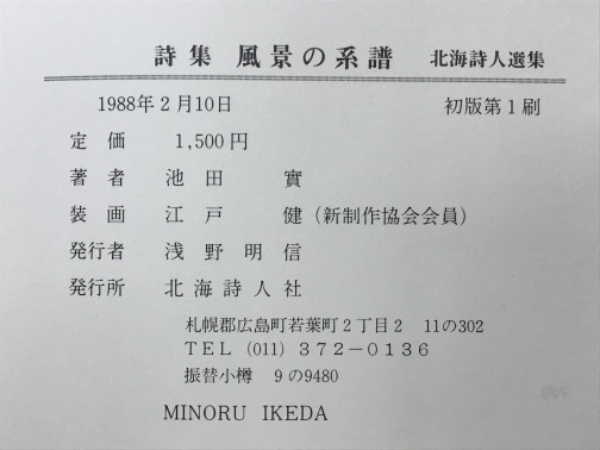 詩集 風景の系譜 北海詩人選集
1988年2月10日 初版第1刷
定価 1,500円
著者 池田實
装画 江戸健(新制作協会会員)
発行者 浅野明信
発行所 北海詩人社
札幌郡広島町若葉町2丁目2 11の302
TEL(011)372-0136
振替小樽 9の9480
MINORU IKEDA